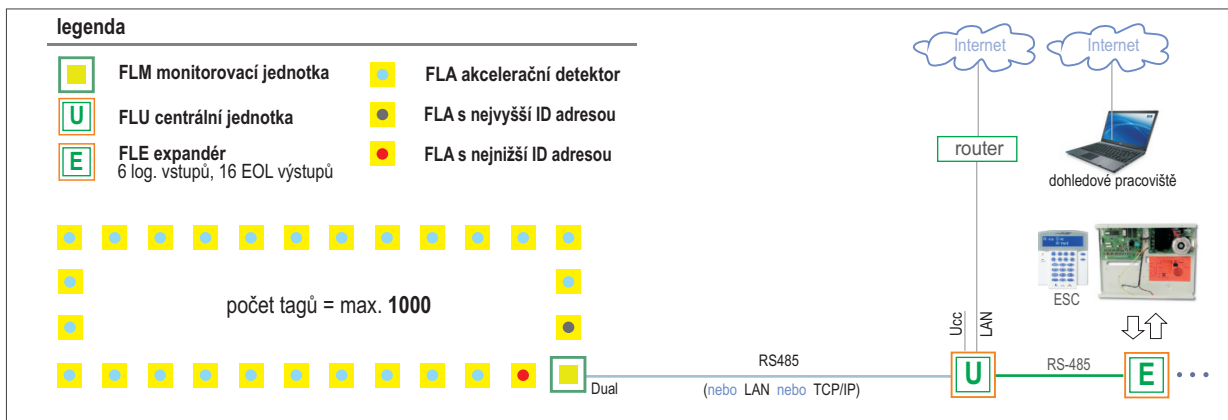 legenda
FLM monitorovací jednotka
U
FLU centrální jednotka
E
FLE expandér
6 log. vstupů, 16 EOL výstupů
FLA akcelerační detektor
FLA s nejvyšší ID adresou
FLA s nejnižší ID adresou
Internet
Internet
router
dohledové pracoviště
ESC
počet tagů = max. 1000
Ucc
LAN
Dual
RS485
(nebo LAN nebo TCP/IP)
U
RS-485
E